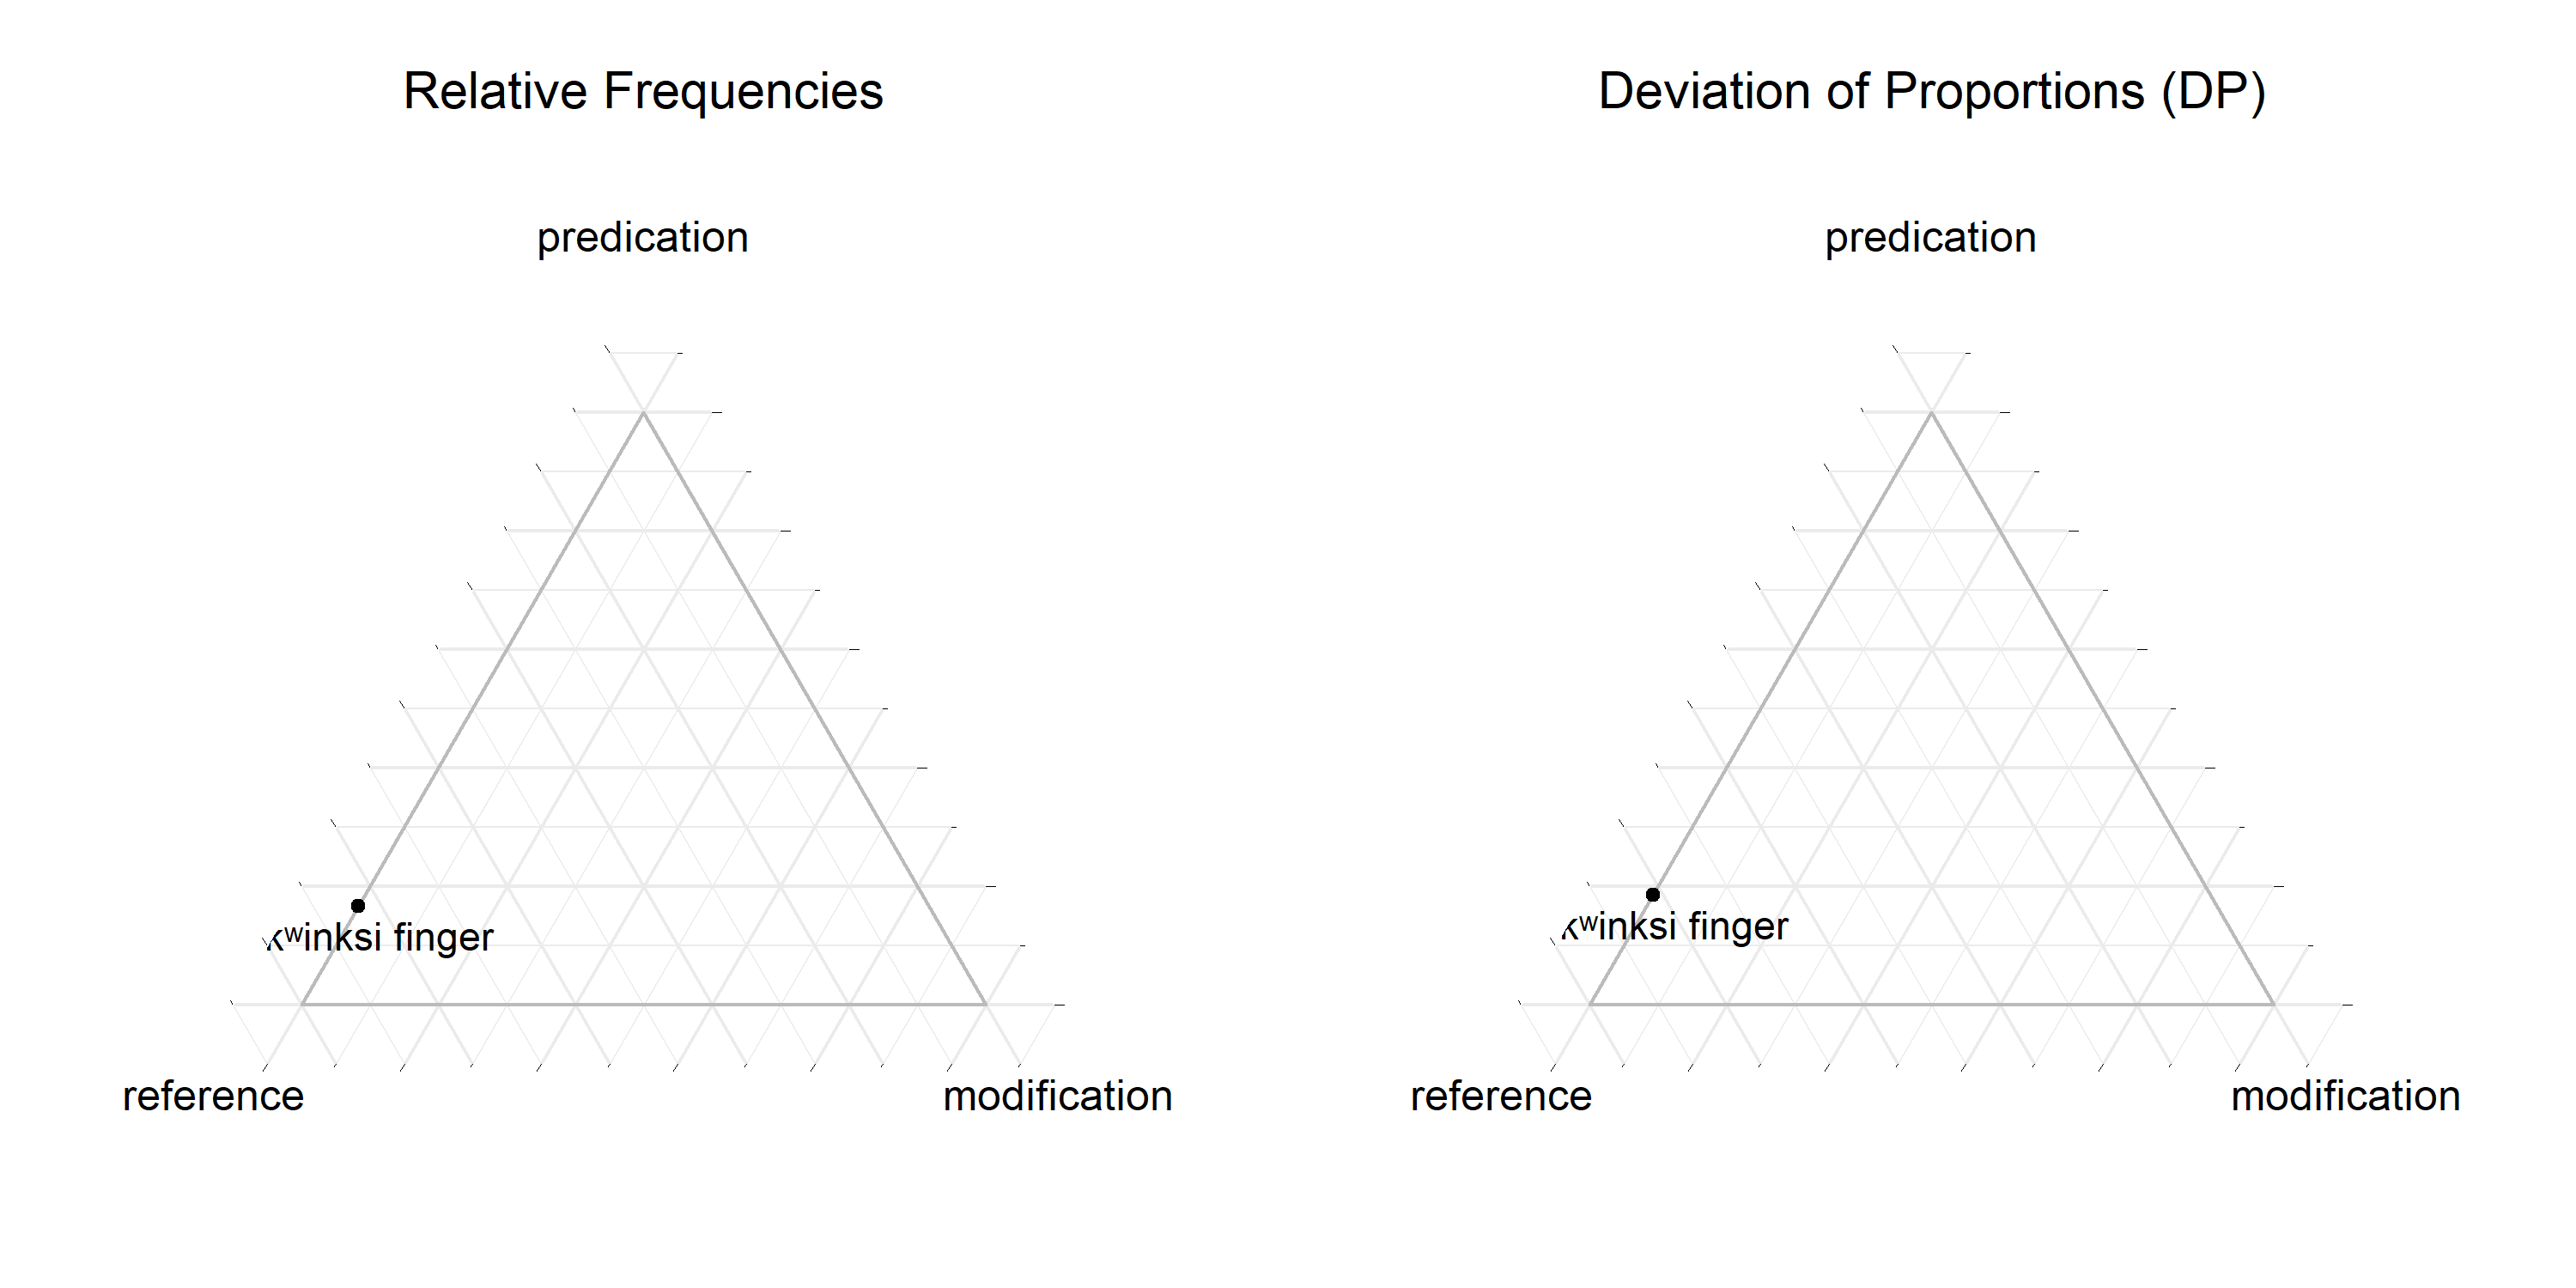 Relative Frequencies
predication
kʷinksi finger
reference
modification
Deviation of Proportions (DP)
predication
kʷinksi finger
reference
modification